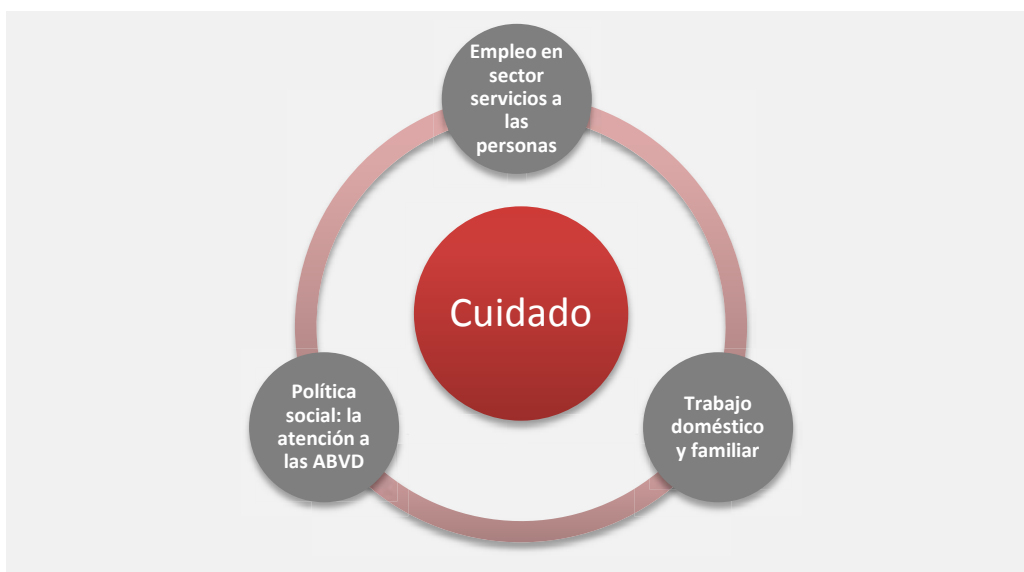 Empleo en
sector
servicios a
las
personas
Cuidado
Política
social: la
atención a
las ABVD
Trabajo
doméstico
y familiar